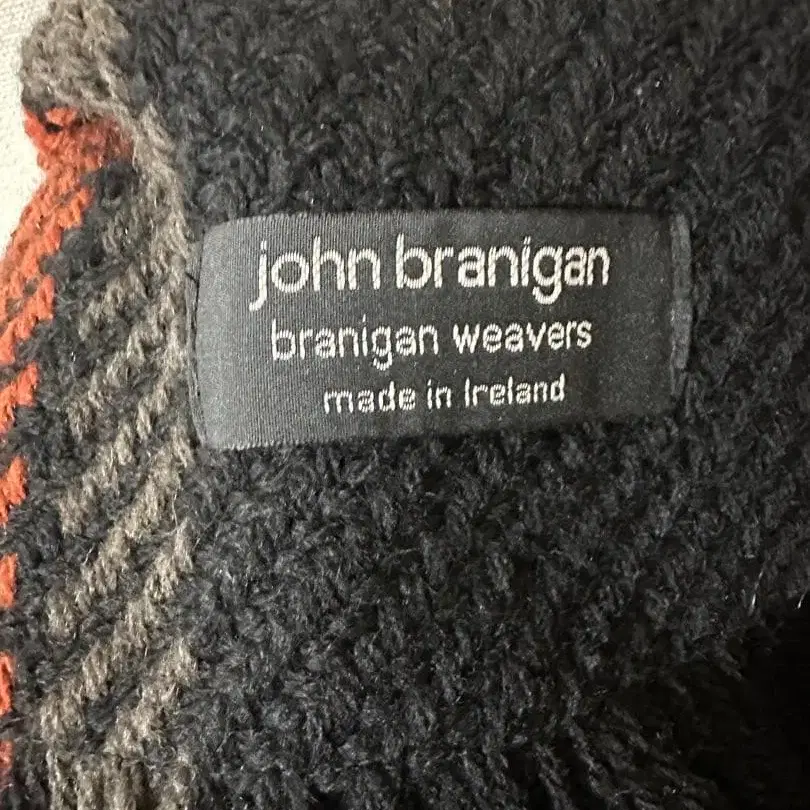 john branigan
branigan weavers
made in Ireland